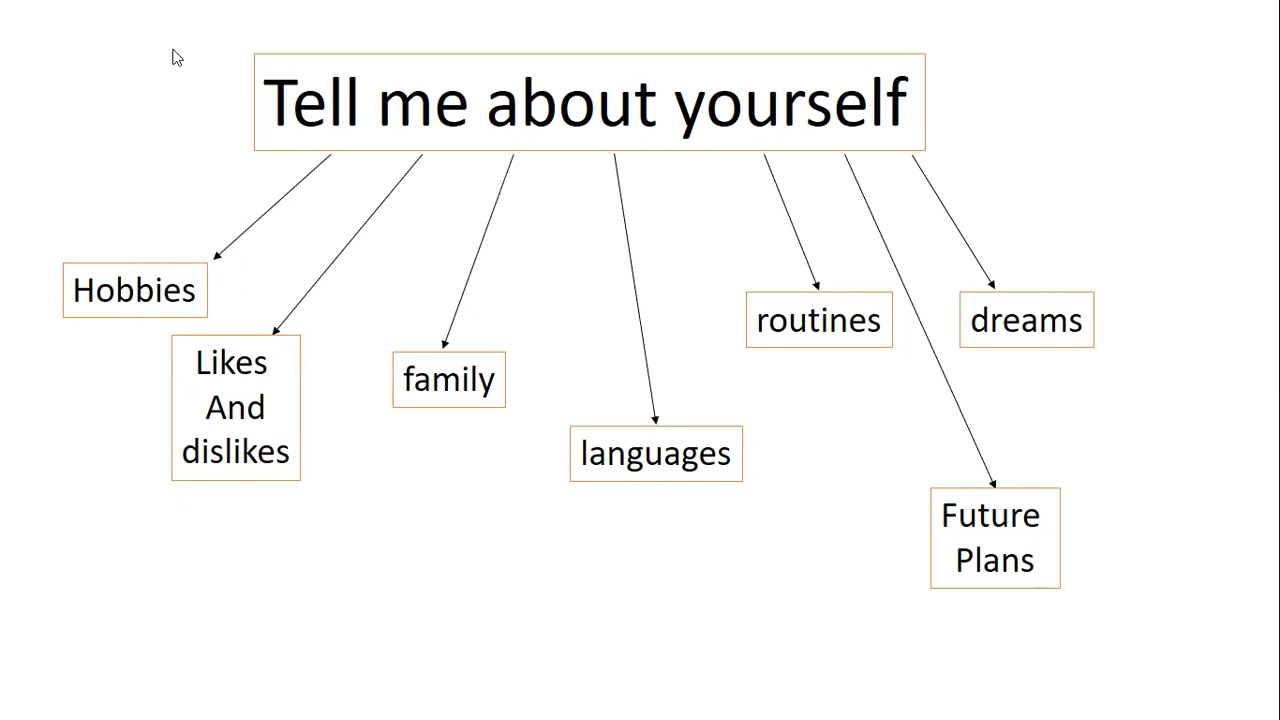 Tell me about yourself
Hobbies
Likes
And
dislikes
family
languages
routines
dreams
Future
Plans